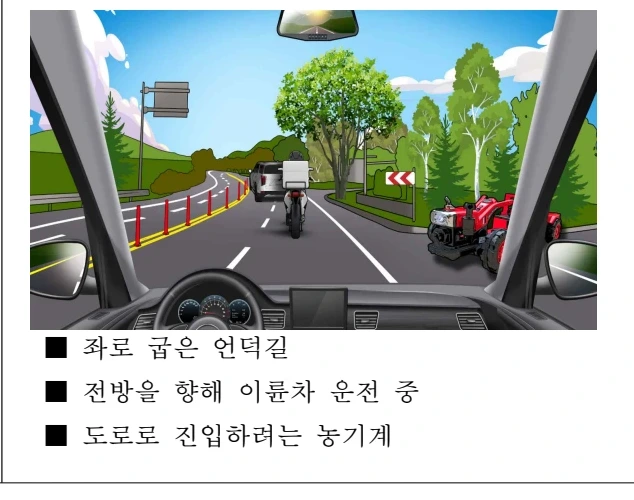 ■ 좌로 굽은 언덕길
■ 전방을 향해 이륜차 운전 중
■ 도로로 진입하려는 농기계